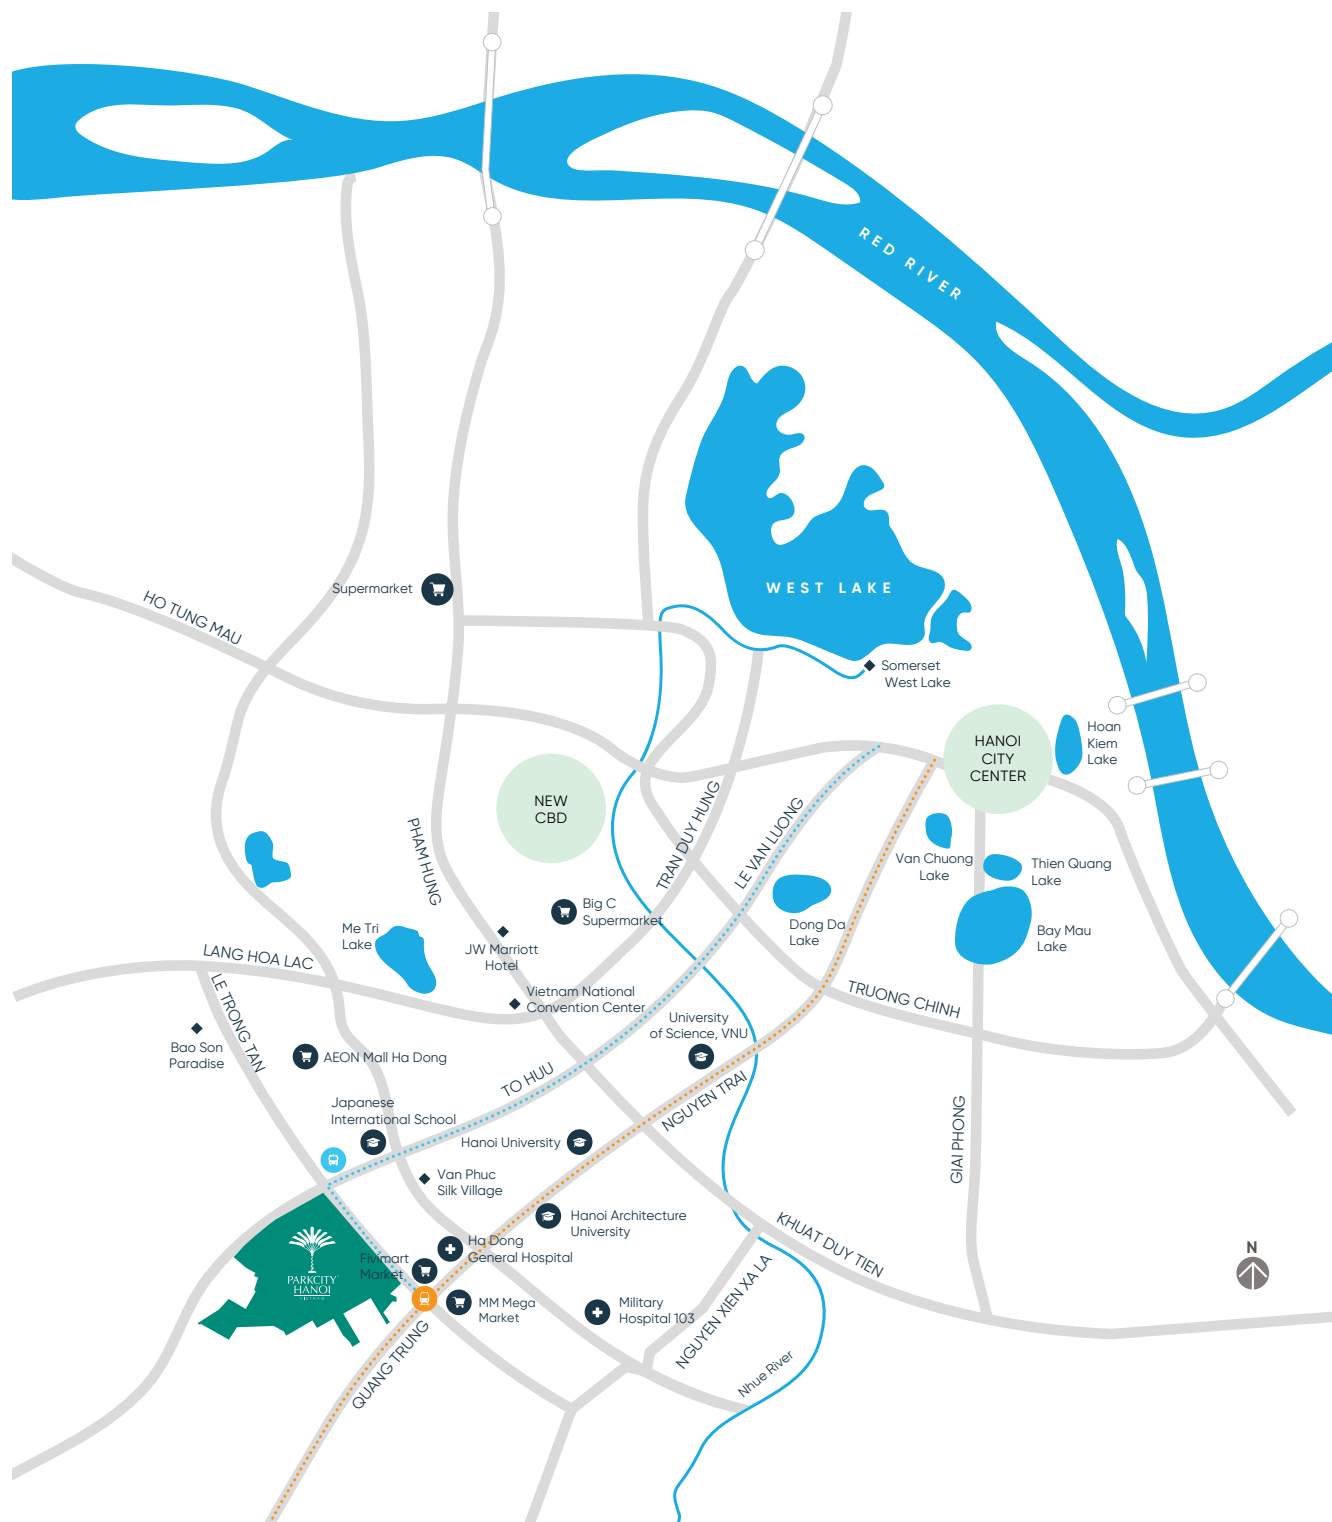 RED RIVER
WEST LAKE
Supermarket
HO TUNG MAU
Somerset
West Lake
HANOI
CITY
CENTER
Hoan
Kiem
Lake
NEW
CBD
PHAM HUNG
TRAN DUY HUNG
LE VAN LUONG
Van Chuong
Lake
Thien Quang
Lake
Big C
Supermarket
Dong Da
Lake
Bay Mau
Lake
Me Tri
Lake
JW Marriott
Hotel
LANG HOA LAC
LE TRONG TAN
Vietnam National
Convention Center
TRUONG CHINH
University
of Science, VNU
Bao Son
Paradise
AEON Mall Ha Dong
TO HUU
NGUYEN TRAI
Japanese
International School
GIAI PHONG
Hanoi University
Van Phuc
Silk Village
Hanoi Architecture
University
KHUAT DUY TIEN
Ha Dong
General Hospital
Fivimart
Market
N
PARKCITY
HANOI
VIETNAM
MM Mega
Market
Military
Hospital 103
NGUYEN XIEN XA LA
QUANG TRUNG
Nhue River